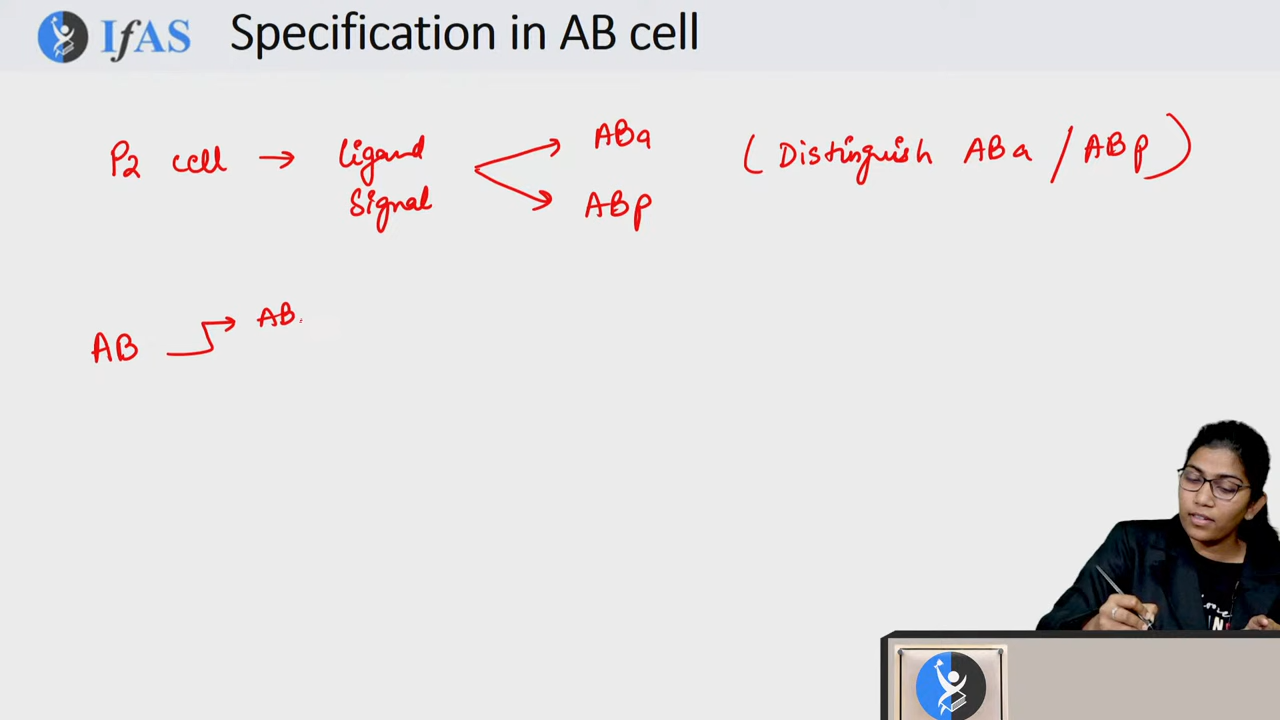 IfAS Specification in AB cell
P2 cell → ligand signal ABa ABp (Distinguish ABa / ABp)
AB → AB